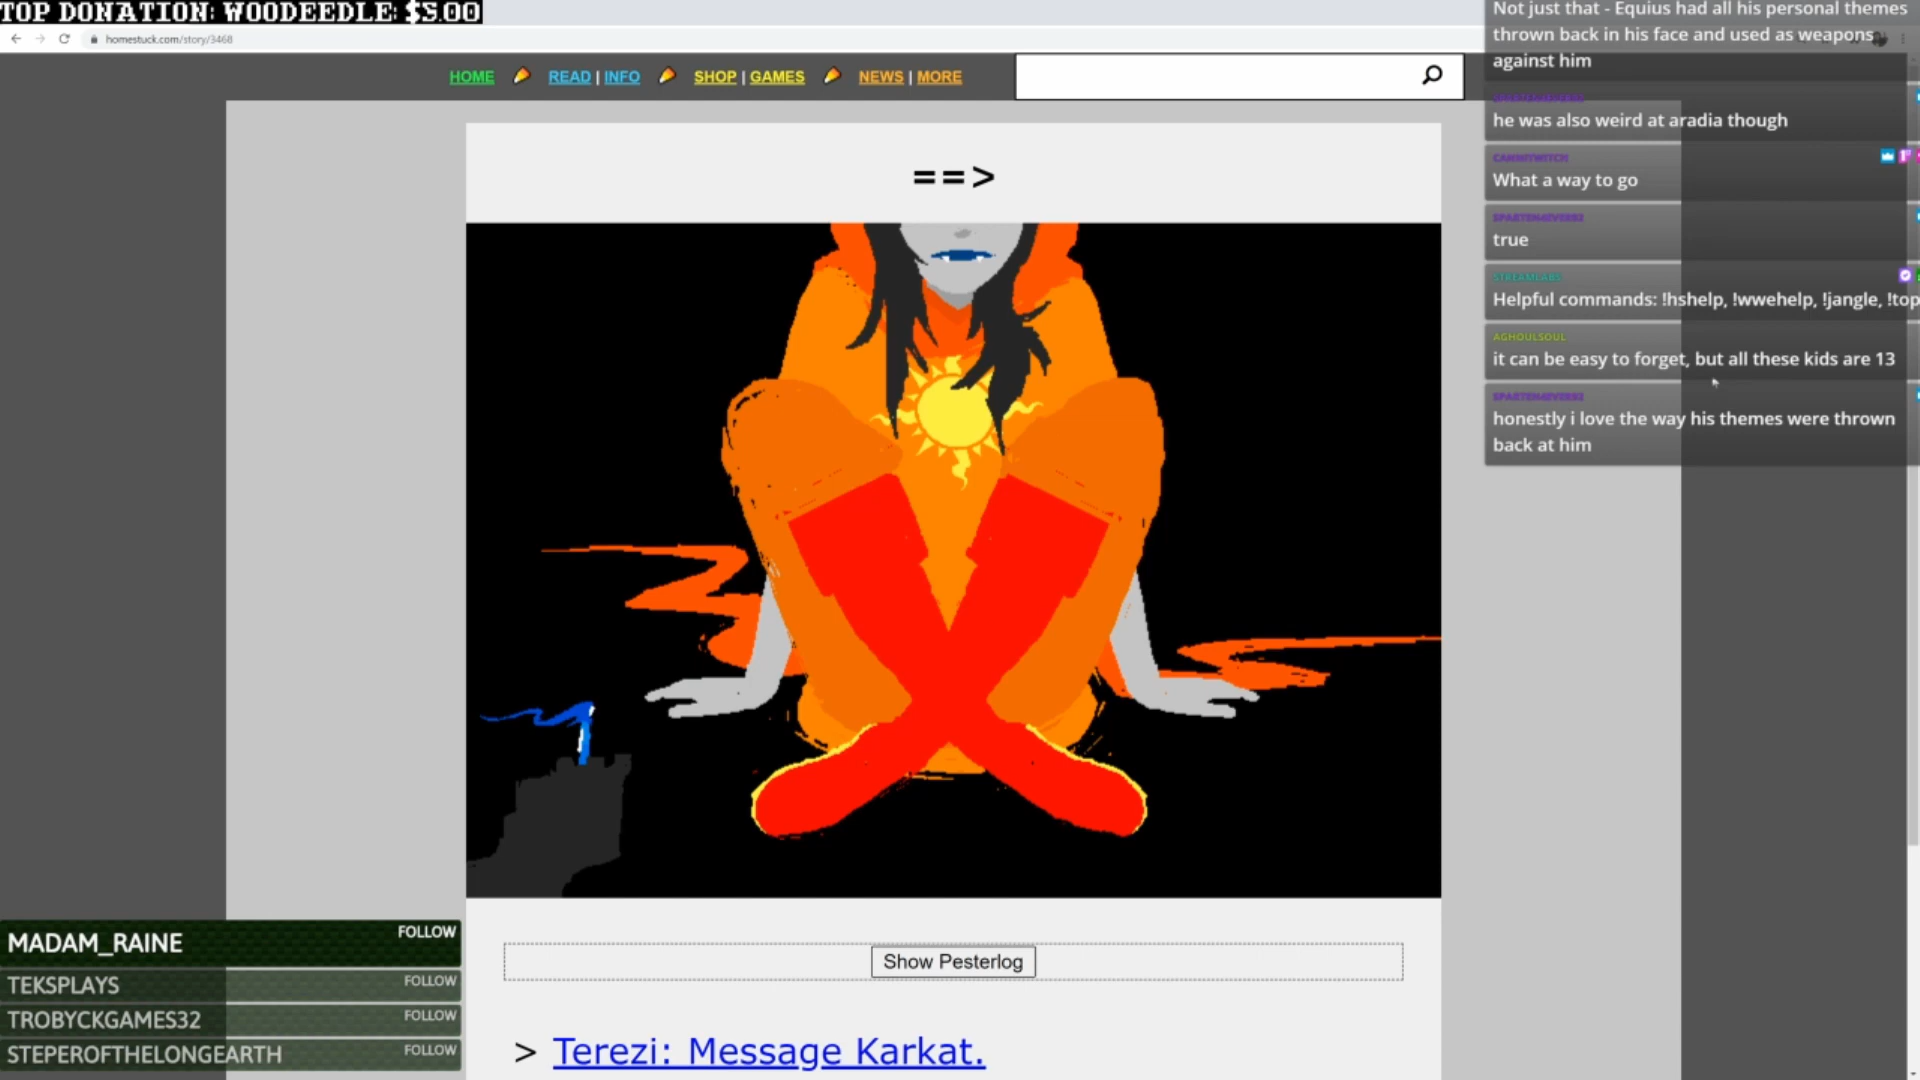 TOP DONATION: WOODEEDLE: $5.00
homestuck.com/story/3468
HOME READ | INFO SHOP | GAMES NEWS | MORE
==>
Show Pesterlog
> Terezi: Message Karkat.
Not just that - Equius had all his personal themes
thrown back in his face and used as weapons
against him
he was also weird at aradia though
CAMMYWITCH
What a way to go
true
STREAMLABS
Helpful commands: !hshelp, !wwehelp, !jangle, !top
AGHOULSOUL
it can be easy to forget, but all these kids are 13
honestly i love the way his themes were thrown
back at him
MADAM_RAINE FOLLOW
TEKSPLAYS FOLLOW
TROBYCKGAMES32 FOLLOW
STEPEROFTHELONGEARTH FOLLOW